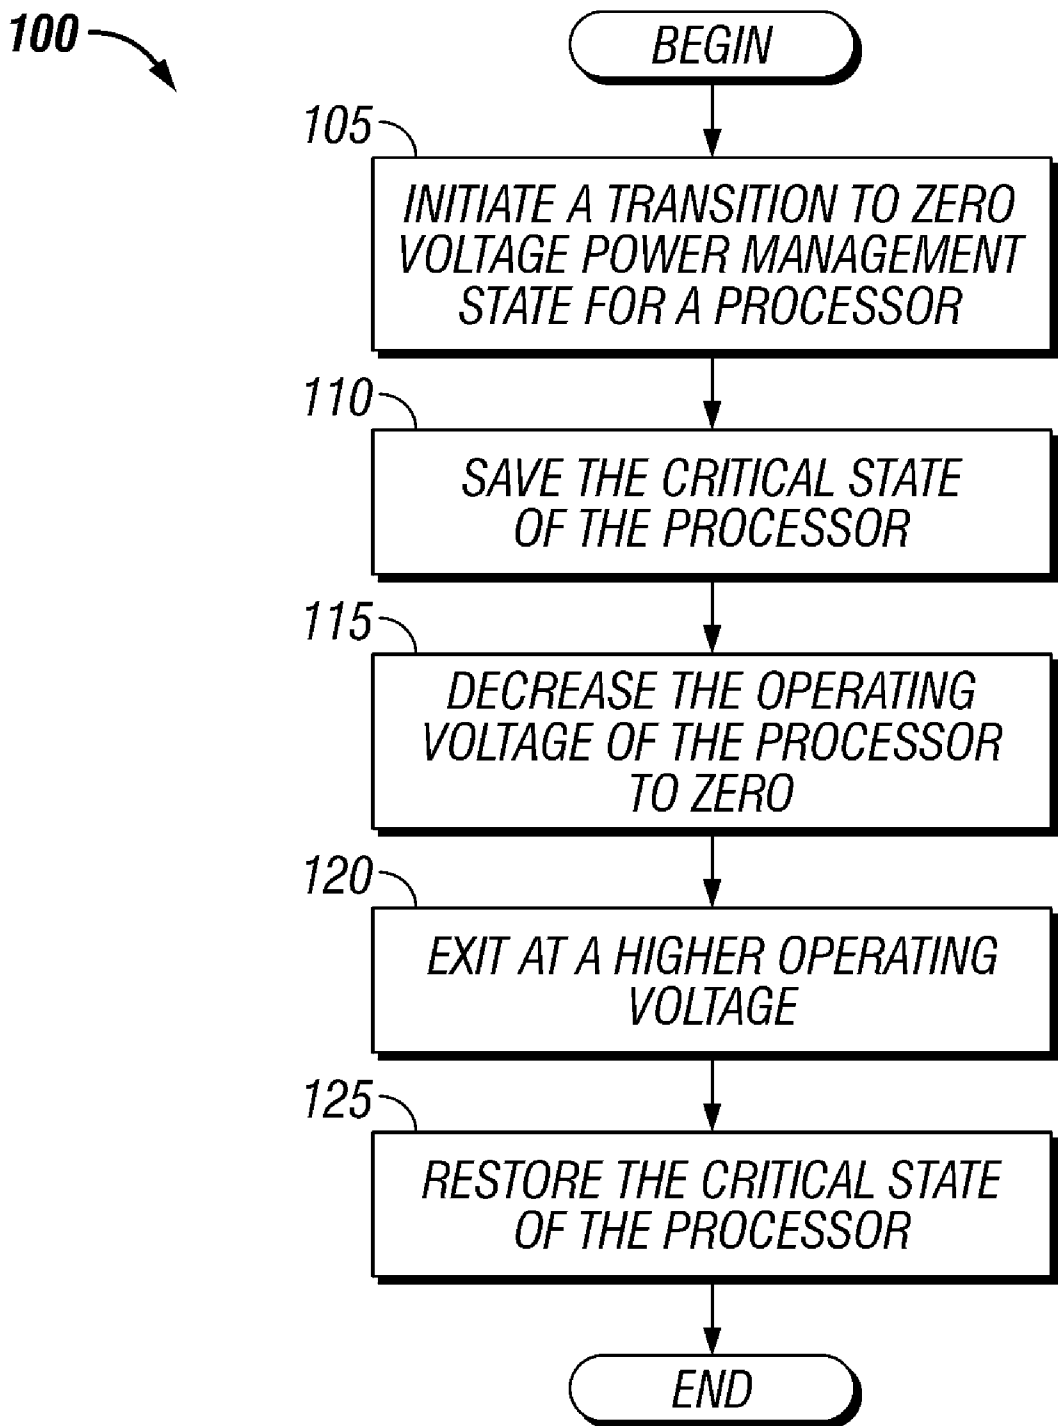 100
BEGIN
105
INITIATE A TRANSITION TO ZERO
VOLTAGE POWER MANAGEMENT
STATE FOR A PROCESSOR
110
SAVE THE CRITICAL STATE
OF THE PROCESSOR
115
DECREASE THE OPERATING
VOLTAGE OF THE PROCESSOR
TO ZERO
120
EXIT AT A HIGHER OPERATING
VOLTAGE
125
RESTORE THE CRITICAL STATE
OF THE PROCESSOR
END